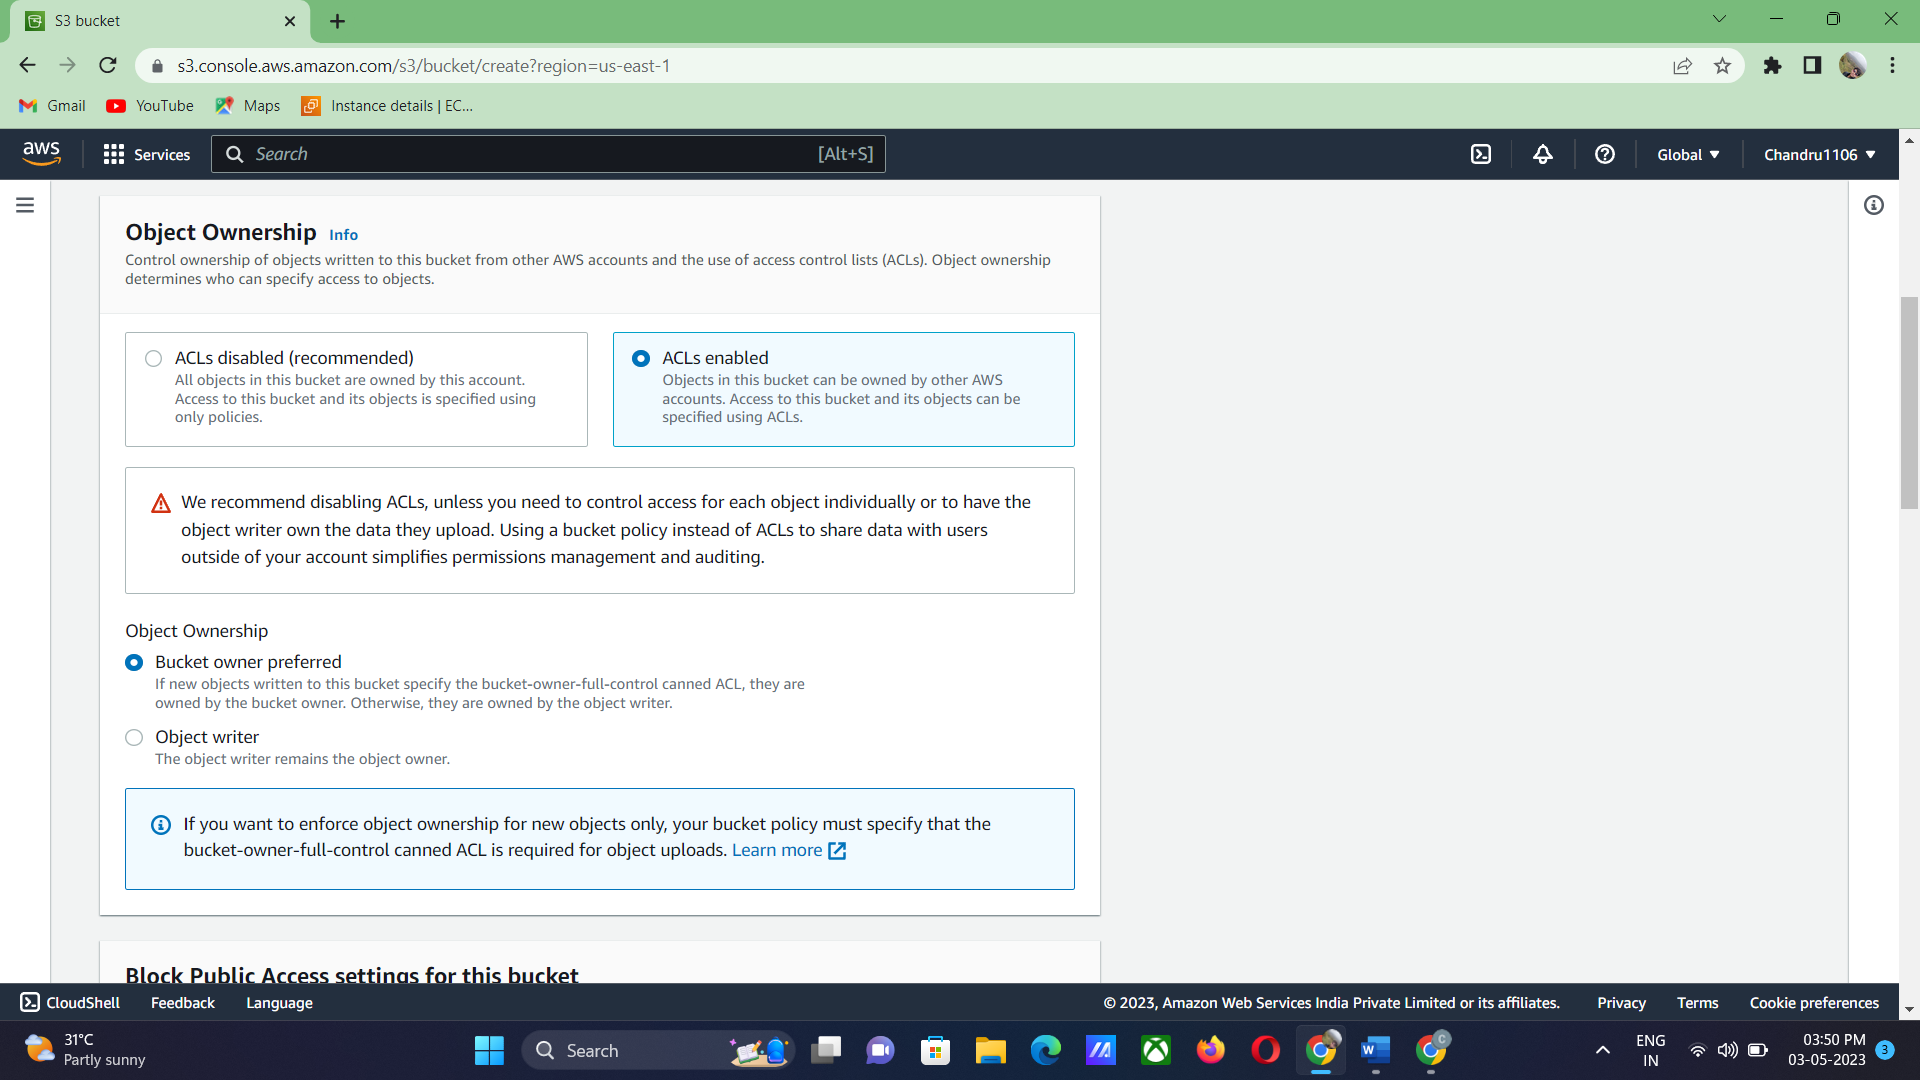 S3 bucket
s3.console.aws.amazon.com/s3/bucket/create?region=us-east-1
Gmail YouTube Maps Instance details | EC...
aws Services Search [Alt+S] Global Chandru1106
Object Ownership Info
Control ownership of objects written to this bucket from other AWS accounts and the use of access control lists (ACLs). Object ownership
determines who can specify access to objects.
ACLs disabled (recommended)
All objects in this bucket are owned by this account.
Access to this bucket and its objects is specified using
only policies.
ACLs enabled
Objects in this bucket can be owned by other AWS
accounts. Access to this bucket and its objects can be
specified using ACLs.
We recommend disabling ACLs, unless you need to control access for each object individually or to have the
object writer own the data they upload. Using a bucket policy instead of ACLs to share data with users
outside of your account simplifies permissions management and auditing.
Object Ownership
Bucket owner preferred
If new objects written to this bucket specify the bucket-owner-full-control canned ACL, they are
owned by the bucket owner. Otherwise, they are owned by the object writer.
Object writer
The object writer remains the object owner.
If you want to enforce object ownership for new objects only, your bucket policy must specify that the
bucket-owner-full-control canned ACL is required for object uploads. Learn more
Block Public Access settings for this bucket
CloudShell Feedback Language © 2023, Amazon Web Services India Private Limited or its affiliates. Privacy Terms Cookie preferences
31°C
Partly sunny
Search
W
C
ENG
IN
03:50 PM
03-05-2023
3